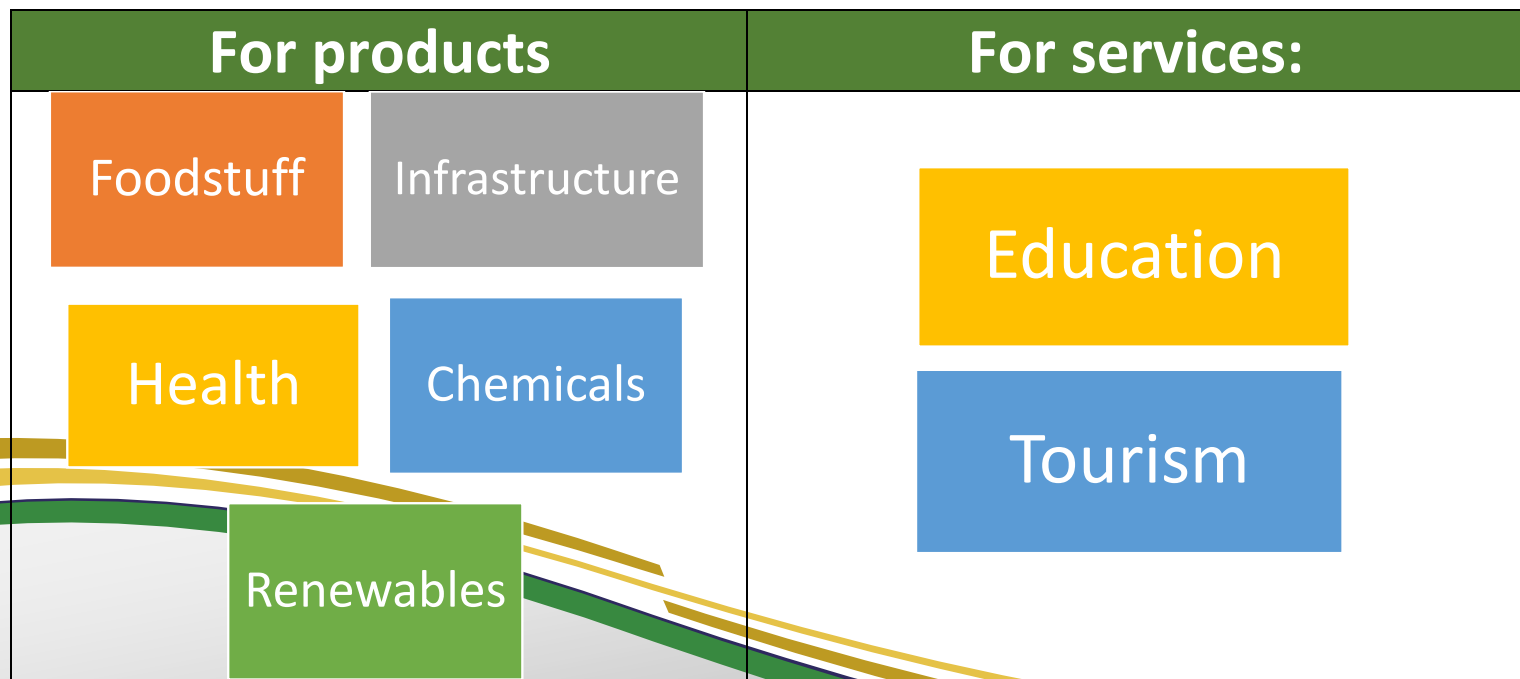 For products
For services:
Foodstuff
Infrastructure
Health
Chemicals
Renewables
Education
Tourism